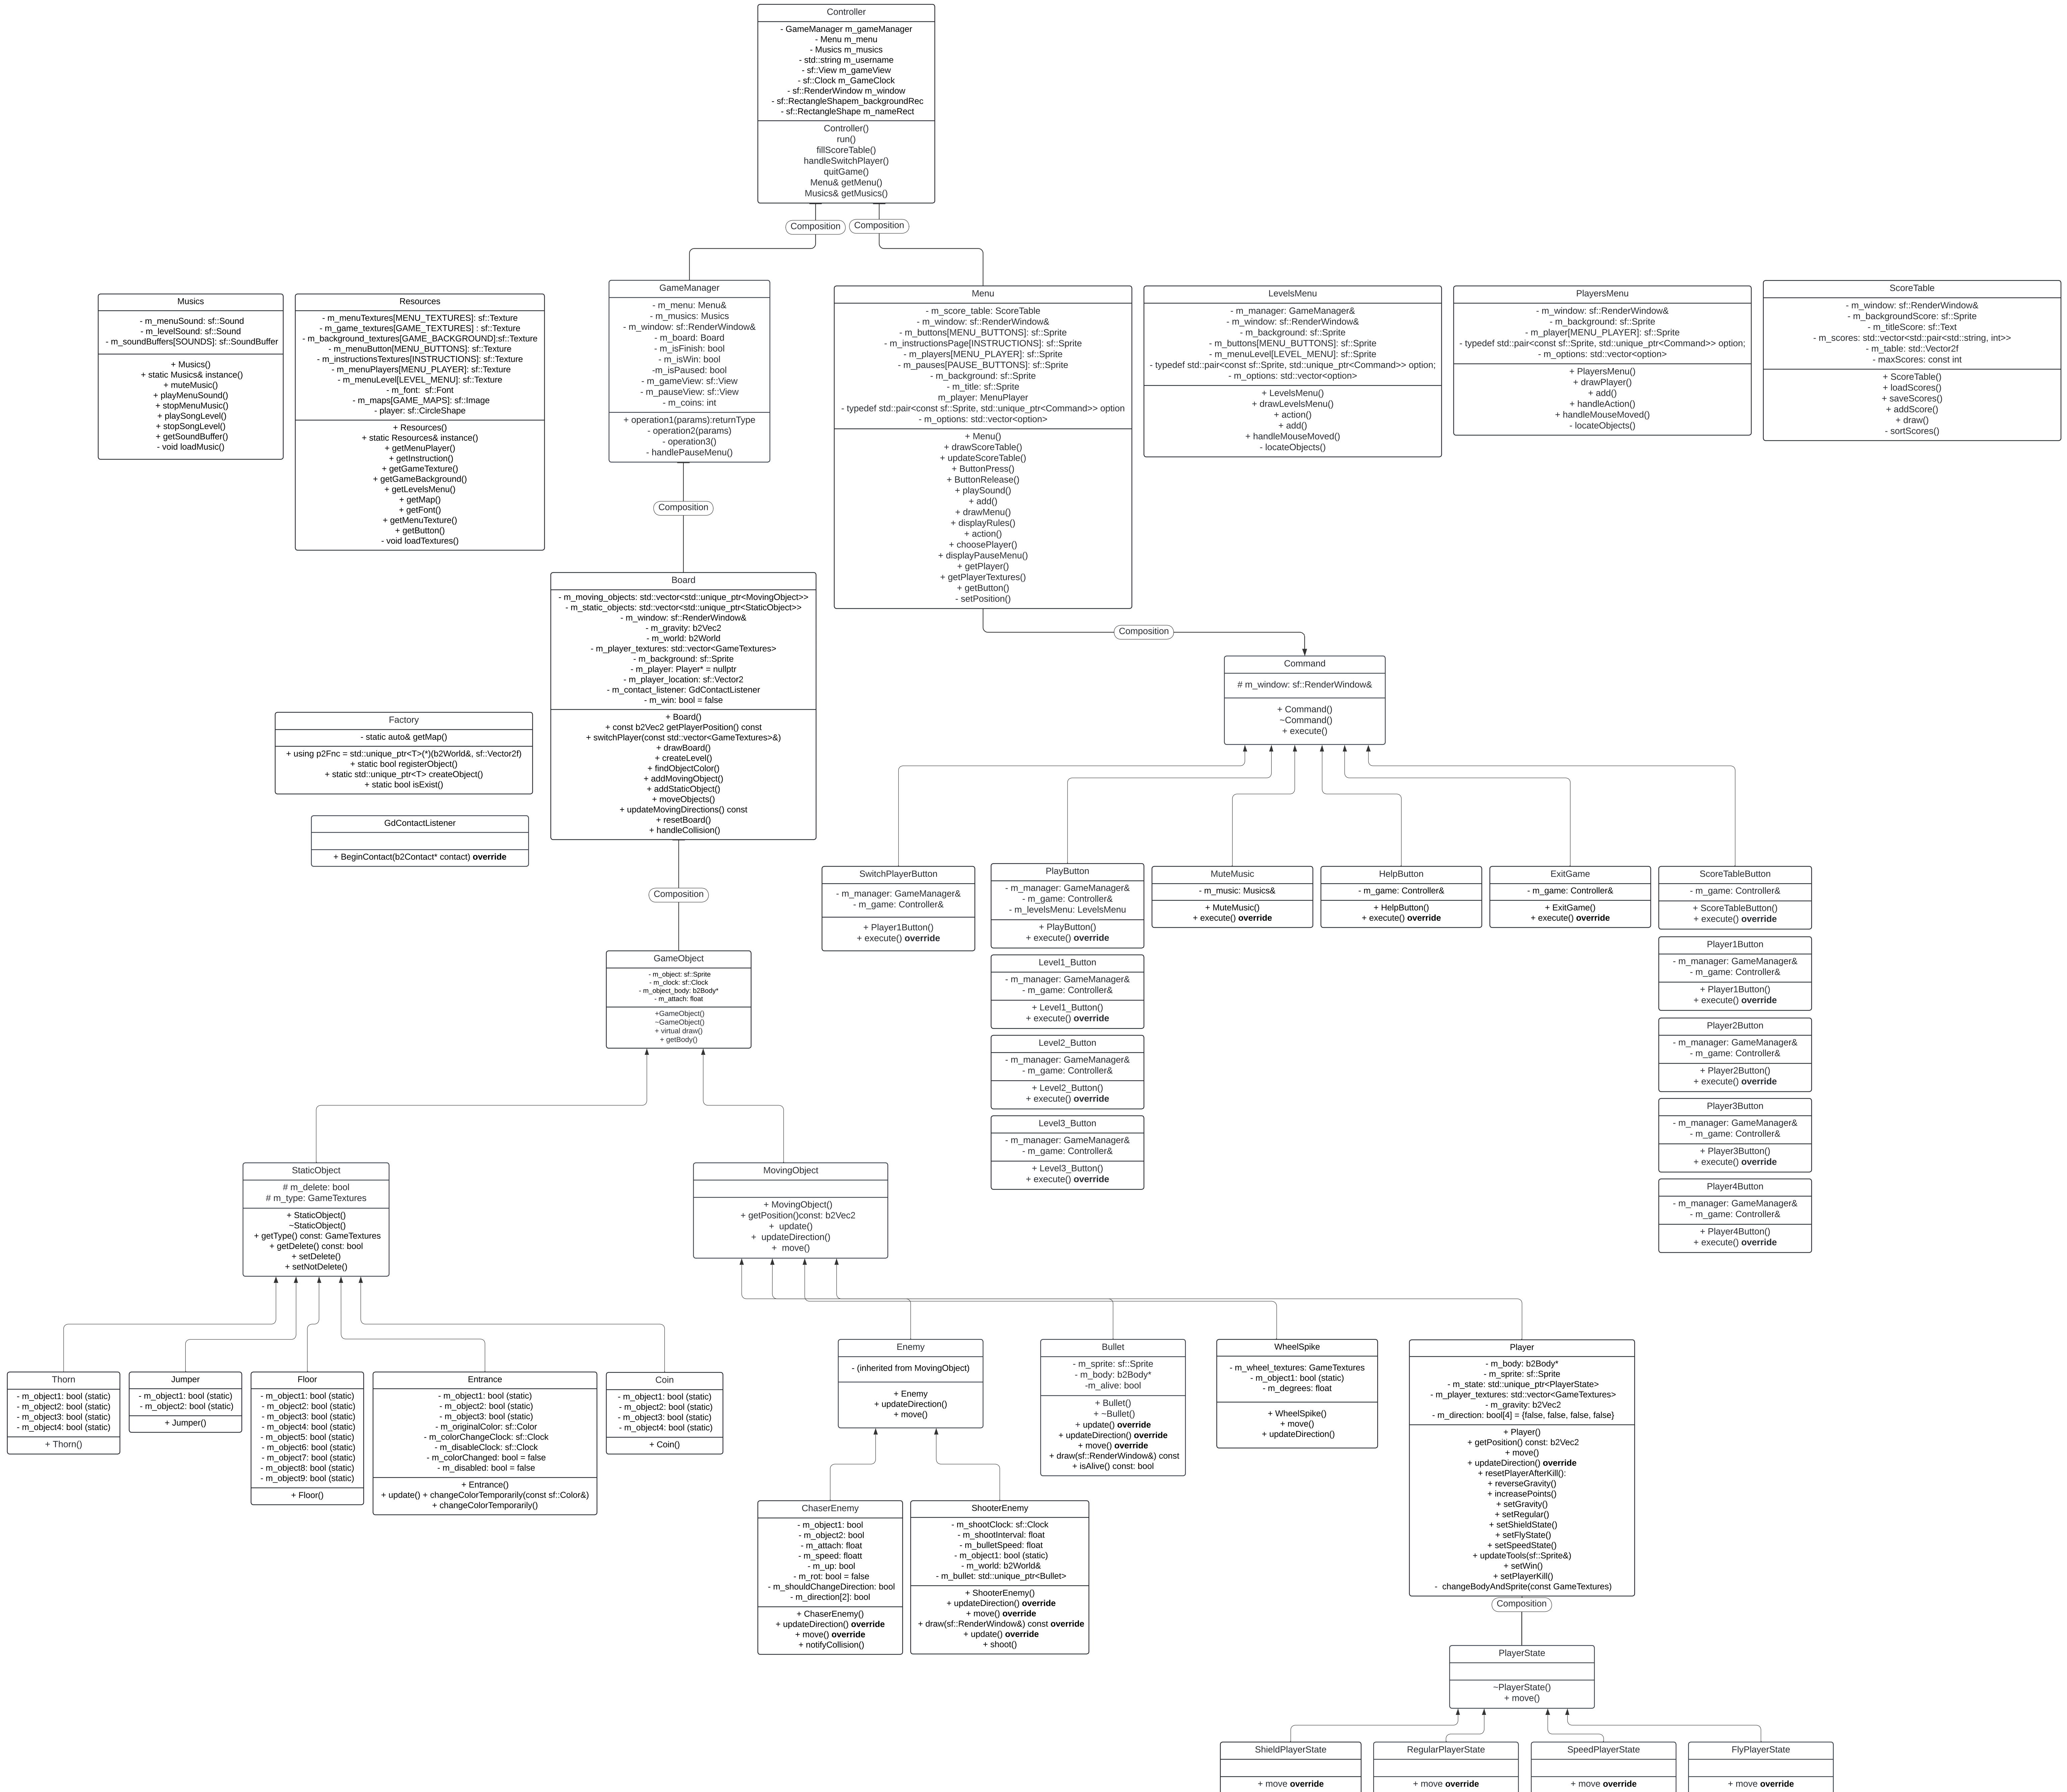 Controller
- GameManager m_gameManager
- Menu m_menu
- Musics m_musics
- std::string m_username
- sf::View m_gameView
- sf::Clock m_GameClock
- sf::RenderWindow m_window
- sf::RectangleShapem_backgroundRec
- sf::RectangleShape m_nameRect
Controller()
run()
fillScoreTable()
handleSwitchPlayer()
quitGame()
Menu& getMenu()
Musics& getMusics()
Composition
Composition
Musics
- m_menuSound: sf::Sound
- m_levelSound: sf::Sound
- m_soundBuffers[SOUNDS]: sf::SoundBuffer
+ Musics()
+ static Musics& instance()
+ muteMusic()
+ playMenuSound()
+ stopMenuMusic()
+ playSongLevel()
+ stopSongLevel()
+ getSoundBuffer()
- void loadMusic()
Resources
- m_menuTextures[MENU_TEXTURES]: sf::Texture
- m_game_textures[GAME_TEXTURES] : sf::Texture
- m_background_textures[GAME_BACKGROUND]:sf::Texture
- m_menuButton[MENU_BUTTONS]: sf::Texture
- m_instructionsTextures[INSTRUCTIONS]: sf::Texture
- m_menuPlayers[MENU_PLAYER]: sf::Texture
- m_menuLevel[LEVEL_MENU]: sf::Texture
- m_font:  sf::Font
- m_maps[GAME_MAPS]: sf::Image
- player: sf::CircleShape
+ Resources()
+ static Resources& instance()
+ getMenuPlayer()
+ getInstruction()
+ getGameTexture()
+ getGameBackground()
+ getLevelsMenu()
+ getMap()
+ getFont()
+ getMenuTexture()
+ getButton()
- void loadTextures()
GameManager
- m_menu: Menu&
- m_musics: Musics
- m_window: sf::RenderWindow&
- m_board: Board
- m_isFinish: bool
- m_isWin: bool
-m_isPaused: bool
- m_gameView: sf::View
- m_pauseView: sf::View
- m_coins: int
+ operation1(params):returnType
- operation2(params)
- operation3()
- handlePauseMenu()
Menu
- m_score_table: ScoreTable
- m_window: sf::RenderWindow&
- m_buttons[MENU_BUTTONS]: sf::Sprite
- m_instructionsPage[INSTRUCTIONS]: sf::Sprite
- m_players[MENU_PLAYER]: sf::Sprite
- m_pauses[PAUSE_BUTTONS]: sf::Sprite
- m_background: sf::Sprite
- m_title: sf::Sprite
m_player: MenuPlayer
- typedef std::pair<const sf::Sprite, std::unique_ptr<Command>> option
- m_options: std::vector<option>
+ Menu()
+ drawScoreTable()
+ updateScoreTable()
+ ButtonPress()
+ ButtonRelease()
+ playSound()
+ add()
+ drawMenu()
+ displayRules()
+ action()
+ choosePlayer()
+ displayPauseMenu()
+ getPlayer()
+ getPlayerTextures()
+ getButton()
- setPosition()
LevelsMenu
- m_manager: GameManager&
- m_window: sf::RenderWindow&
- m_background: sf::Sprite
- m_buttons[MENU_BUTTONS]: sf::Sprite
- m_menuLevel[LEVEL_MENU]: sf::Sprite
- typedef std::pair<const sf::Sprite, std::unique_ptr<Command>> option;
- m_options: std::vector<option>
+ LevelsMenu()
+ drawLevelsMenu()
+ action()
+ add()
+ handleMouseMoved()
- locateObjects()
PlayersMenu
- m_window: sf::RenderWindow&
- m_background: sf::Sprite
- m_player[MENU_PLAYER]: sf::Sprite
- typedef std::pair<const sf::Sprite, std::unique_ptr<Command>> option;
- m_options: std::vector<option>
+ PlayersMenu()
+ drawPlayer()
+ add()
+ handleAction()
+ handleMouseMoved()
- locateObjects()
ScoreTable
- m_window: sf::RenderWindow&
- m_backgroundScore: sf::Sprite
- m_titleScore: sf::Text
- m_scores: std::vector<std::pair<std::string, int>>
- m_table: std::Vector2f
- maxScores: const int
+ ScoreTable()
+ loadScores()
+ saveScores()
+ addScore()
+ draw()
- sortScores()
Composition
Board
- m_moving_objects: std::vector<std::unique_ptr<MovingObject>>
- m_static_objects: std::vector<std::unique_ptr<StaticObject>>
- m_window: sf::RenderWindow&
- m_gravity: b2Vec2
- m_world: b2World
- m_player_textures: std::vector<GameTextures>
- m_background: sf::Sprite
- m_player: Player* = nullptr
- m_player_location: sf::Vector2
- m_contact_listener: GdContactListener
- m_win: bool = false
+ Board()
+ const b2Vec2 getPlayerPosition() const
+ switchPlayer(const std::vector<GameTextures>&)
+ drawBoard()
+ createLevel()
+ findObjectColor()
+ addMovingObject()
+ addStaticObject()
+ moveObjects()
+ updateMovingDirections() const
+ resetBoard()
+ handleCollision()
Composition
Command
# m_window: sf::RenderWindow&
+ Command()
~Command()
+ execute()
Factory
- static auto& getMap()
+ using p2Fnc = std::unique_ptr<T>(*)(b2World&, sf::Vector2f)
+ static bool registerObject()
+ static std::unique_ptr<T> createObject()
+ static bool isExist()
GdContactListener
+ BeginContact(b2Contact* contact) override
Composition
SwitchPlayerButton
- m_manager: GameManager&
- m_game: Controller&
+ Player1Button()
+ execute() override
PlayButton
- m_manager: GameManager&
- m_game: Controller&
- m_levelsMenu: LevelsMenu
+ PlayButton()
+ execute() override
MuteMusic
- m_music: Musics&
+ MuteMusic()
+ execute() override
HelpButton
- m_game: Controller&
+ HelpButton()
+ execute() override
ExitGame
- m_game: Controller&
+ ExitGame()
+ execute() override
ScoreTableButton
- m_game: Controller&
+ ScoreTableButton()
+ execute() override
Level1_Button
- m_manager: GameManager&
- m_game: Controller&
+ Level1_Button()
+ execute() override
Level2_Button
- m_manager: GameManager&
- m_game: Controller&
+ Level2_Button()
+ execute() override
Level3_Button
- m_manager: GameManager&
- m_game: Controller&
+ Level3_Button()
+ execute() override
Player1Button
- m_manager: GameManager&
- m_game: Controller&
+ Player1Button()
+ execute() override
Player2Button
- m_manager: GameManager&
- m_game: Controller&
+ Player2Button()
+ execute() override
Player3Button
- m_manager: GameManager&
- m_game: Controller&
+ Player3Button()
+ execute() override
Player4Button
- m_manager: GameManager&
- m_game: Controller&
+ Player4Button()
+ execute() override
GameObject
- m_object: sf::Sprite
- m_clock: sf::Clock
- m_object_body: b2Body*
- m_attach: float
+GameObject()
~GameObject()
+ virtual draw()
+ getBody()
StaticObject
# m_delete: bool
# m_type: GameTextures
+ StaticObject()
~StaticObject()
+ getType() const: GameTextures
+ getDelete() const: bool
+ setDelete()
+ setNotDelete()
MovingObject
+ MovingObject()
+ getPosition()const: b2Vec2
+  update()
+  updateDirection()
+  move()
Thorn
- m_object1: bool (static)
- m_object2: bool (static)
- m_object3: bool (static)
- m_object4: bool (static)
+ Thorn()
Jumper
- m_object1: bool (static)
- m_object2: bool (static)
+ Jumper()
Floor
- m_object1: bool (static)
- m_object2: bool (static)
- m_object3: bool (static)
- m_object4: bool (static)
- m_object5: bool (static)
- m_object6: bool (static)
- m_object7: bool (static)
- m_object8: bool (static)
- m_object9: bool (static)
+ Floor()
Entrance
- m_object1: bool (static)
- m_object2: bool (static)
- m_object3: bool (static)
- m_originalColor: sf::Color
- m_colorChangeClock: sf::Clock
- m_disableClock: sf::Clock
- m_colorChanged: bool = false
- m_disabled: bool = false
+ Entrance()
+ update() + changeColorTemporarily(const sf::Color&)
+ changeColorTemporarily()
Coin
- m_object1: bool (static)
- m_object2: bool (static)
- m_object3: bool (static)
- m_object4: bool (static)
+ Coin()
Enemy
- (inherited from MovingObject)
+ Enemy
+ updateDirection()
+ move()
Bullet
- m_sprite: sf::Sprite
- m_body: b2Body*
-m_alive: bool
+ Bullet()
+ ~Bullet()
+ update() override
+ updateDirection() override
+ move() override
+ draw(sf::RenderWindow&) const
+ isAlive() const: bool
WheelSpike
- m_wheel_textures: GameTextures
- m_object1: bool (static)
- m_degrees: float
+ WheelSpike()
+ move()
+ updateDirection()
Player
- m_body: b2Body*
- m_sprite: sf::Sprite
- m_state: std::unique_ptr<PlayerState>
- m_player_textures: std::vector<GameTextures>
- m_gravity: b2Vec2
- m_direction: bool[4] = {false, false, false, false}
+ Player()
+ getPosition() const: b2Vec2
+ move()
+ updateDirection() override
+ resetPlayerAfterKill():
+ reverseGravity()
+ increasePoints()
+ setGravity()
+ setRegular()
+ setShieldState()
+ setFlyState()
+ setSpeedState()
+ updateTools(sf::Sprite&)
+ setWin()
+ setPlayerKill()
-  changeBodyAndSprite(const GameTextures)
ChaserEnemy
- m_object1: bool
- m_object2: bool
- m_attach: float
- m_speed: floatt
- m_up: bool
- m_rot: bool = false
- m_shouldChangeDirection: bool
- m_direction[2]: bool
+ ChaserEnemy()
+ updateDirection() override
+ move() override
+ notifyCollision()
ShooterEnemy
- m_shootClock: sf::Clock
- m_shootInterval: float
- m_bulletSpeed: float
- m_object1: bool (static)
- m_world: b2World&
- m_bullet: std::unique_ptr<Bullet>
+ ShooterEnemy()
+ updateDirection() override
+ move() override
+ draw(sf::RenderWindow&) const override
+ update() override
+ shoot()
Composition
PlayerState
~PlayerState()
+ move()
ShieldPlayerState
+ move override
RegularPlayerState
+ move override
SpeedPlayerState
+ move override
FlyPlayerState
+ move override